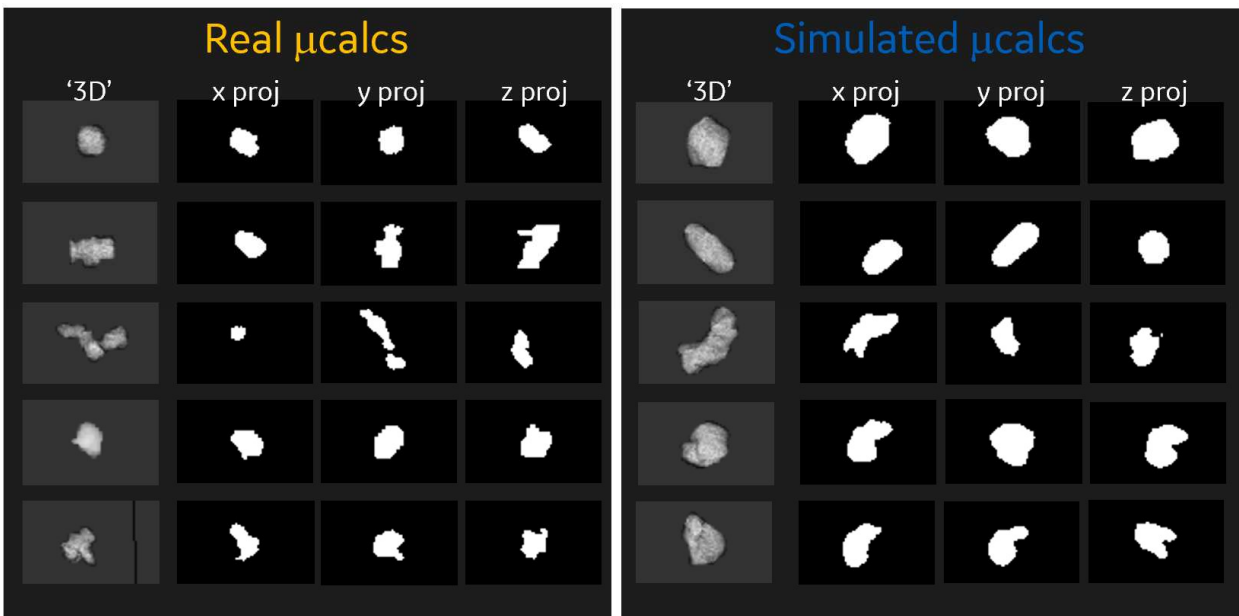 Real μcalcs
‘3D’ x proj y proj z proj
Simulated μcalcs
‘3D’ x proj y proj z proj